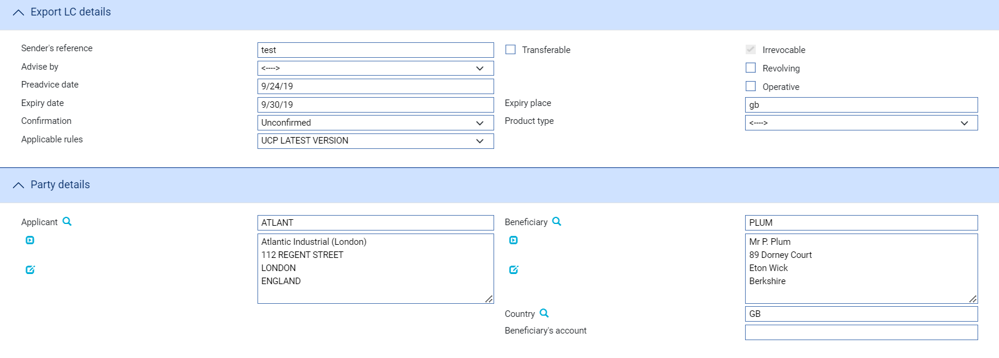 Export LC details
Sender's reference test Transferable Irrevocable
Advise by <----> Revolving
Preadvice date 9/24/19 Operative
Expiry date 9/30/19 Expiry place gb
Confirmation Unconfirmed Product type <---->
Applicable rules UCP LATEST VERSION
Party details
Applicant ATLANT Beneficiary PLUM
Atlantic Industrial (London) Mr P. Plum
112 REGENT STREET 89 Dorney Court
LONDON Eton Wick
ENGLAND Berkshire
Country GB
Beneficiary's account